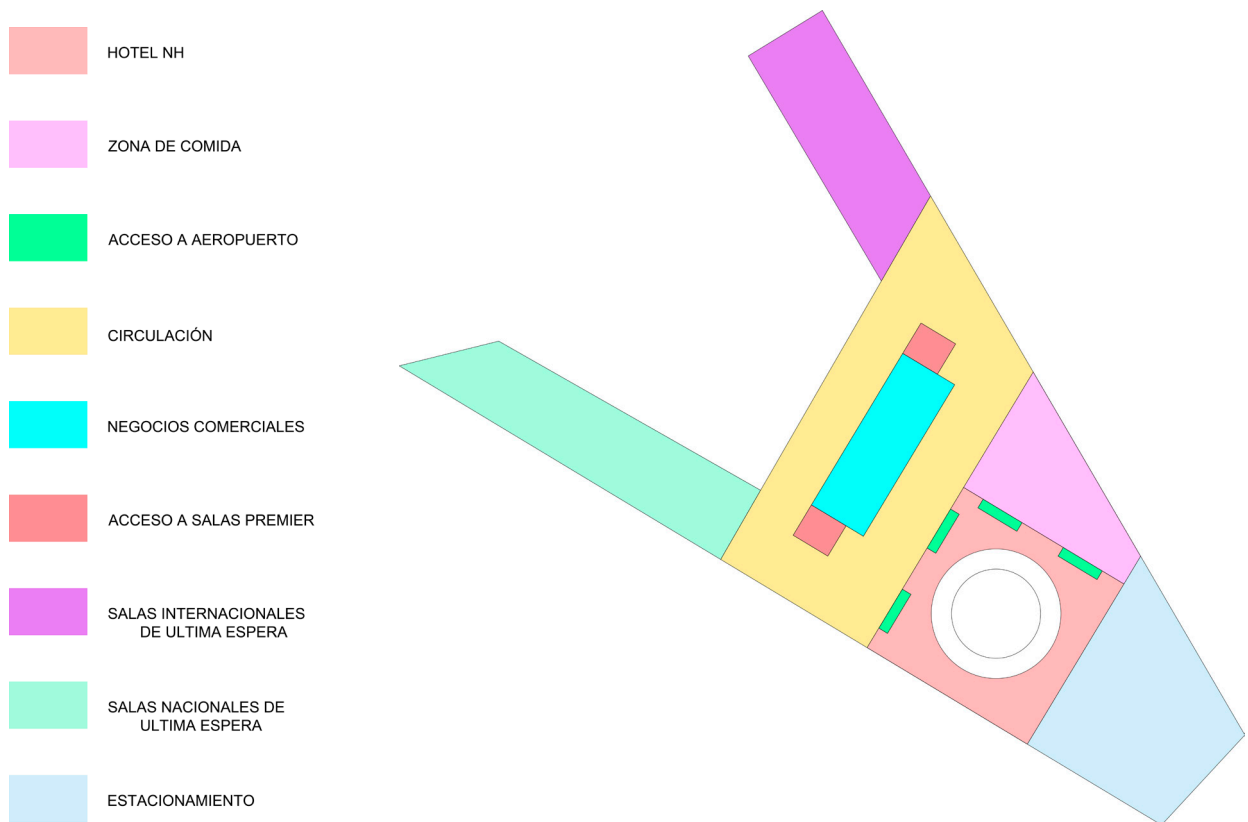 HOTEL NH
ZONA DE COMIDA
ACCESO A AEROPUERTO
CIRCULACIÓN
NEGOCIOS COMERCIALES
ACCESO A SALAS PREMIER
SALAS INTERNACIONALES
DE ULTIMA ESPERA
SALAS NACIONALES DE
ULTIMA ESPERA
ESTACIONAMIENTO